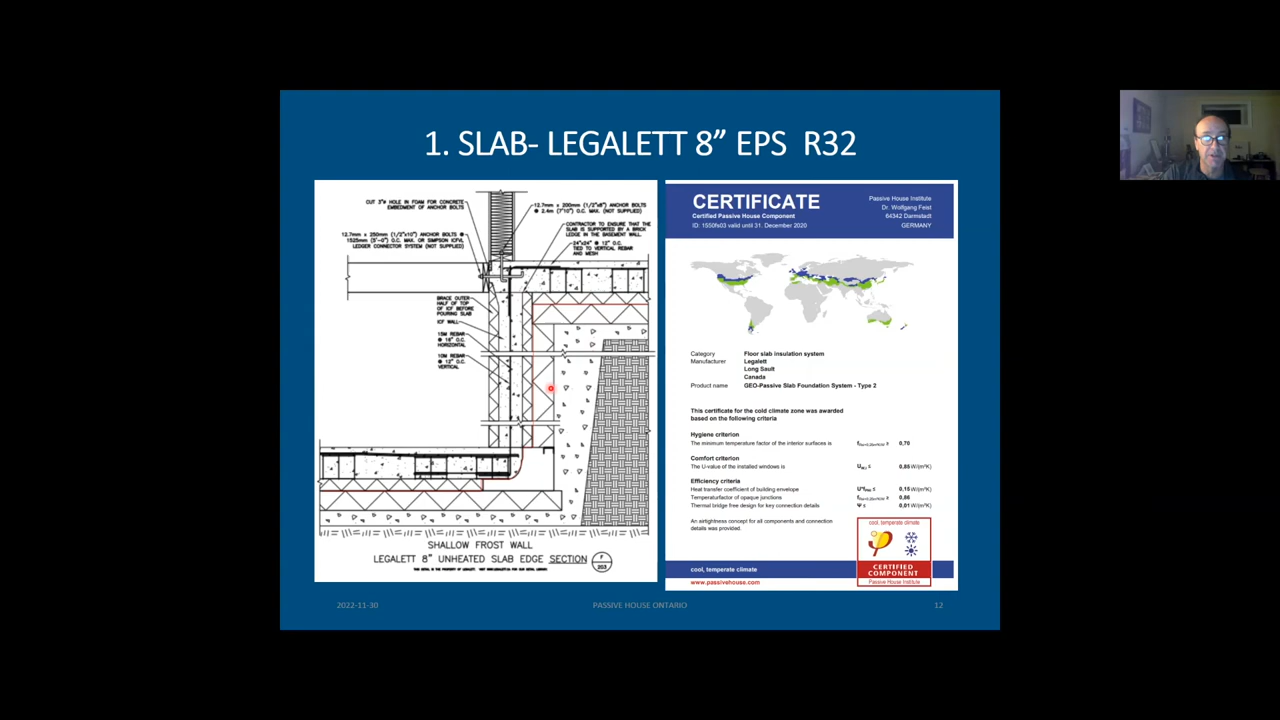 1. SLAB- LEGALETT 8” EPS R32
CUT 3"ø HOLE IN FOAM FOR CONCRETE
EMBEDMENT OF ANCHOR BOLTS
12.7mm x 200mm (1/2"x8") ANCHOR BOLTS
@ 2.4m (7'10") O.C. MAX. (NOT SUPPLIED)
CONTRACTOR TO ENSURE THAT THE
SLAB IS SUPPORTED BY A BRICK
LEDGE IN THE BASEMENT WALL.
12.7mm x 250mm (1/2"x10") ANCHOR BOLTS @
1525mm (5'-0") O.C. MAX. OR SIMPSON ICFVL
LEDGER CONNECTOR SYSTEM (NOT SUPPLIED)
24"x24" @ 12" O.C.
TIED TO VERTICAL REBAR
AND MESH
BRACE OUTER
HALF OF TOP
OF ICF BEFORE
POURING SLAB
ICF WALL
15M REBAR
@ 16" O.C.
HORIZONTAL
10M REBAR
@ 12" O.C.
VERTICAL
SHALLOW FROST WALL
LEGALETT 8" UNHEATED SLAB EDGE SECTION
F
203
CERTIFICATE
Certified Passive House Component
ID: 1550fs03 valid until 31. December 2020
Passive House Institute
Dr. Wolfgang Feist
64342 Darmstadt
GERMANY
Category Floor slab insulation system
Manufacturer Legalett
Long Sault
Canada
Product name GEO-Passive Slab Foundation System - Type 2
This certificate for the cold climate zone was awarded
based on the following criteria
Hygiene criterion
The minimum temperature factor of the interior surfaces is ≥ 0,70
Comfort criterion
The U-value of the installed windows is ≤ 0,85 W/(m²K)
Efficiency criteria
Heat transfer coefficient of building envelope ≤ 0,15 W/(m²K)
Temperaturfactor of opaque junctions ≥ 0,86
Thermal bridge free design for key connection details Ψ ≤ 0,01 W/(m²K)
An airtightness concept for all components and connection
details was provided.
cool, temperate climate
CERTIFIED
COMPONENT
Passive House Institute
cool, temperate climate
www.passivehouse.com
2022-11-30
PASSIVE HOUSE ONTARIO
12